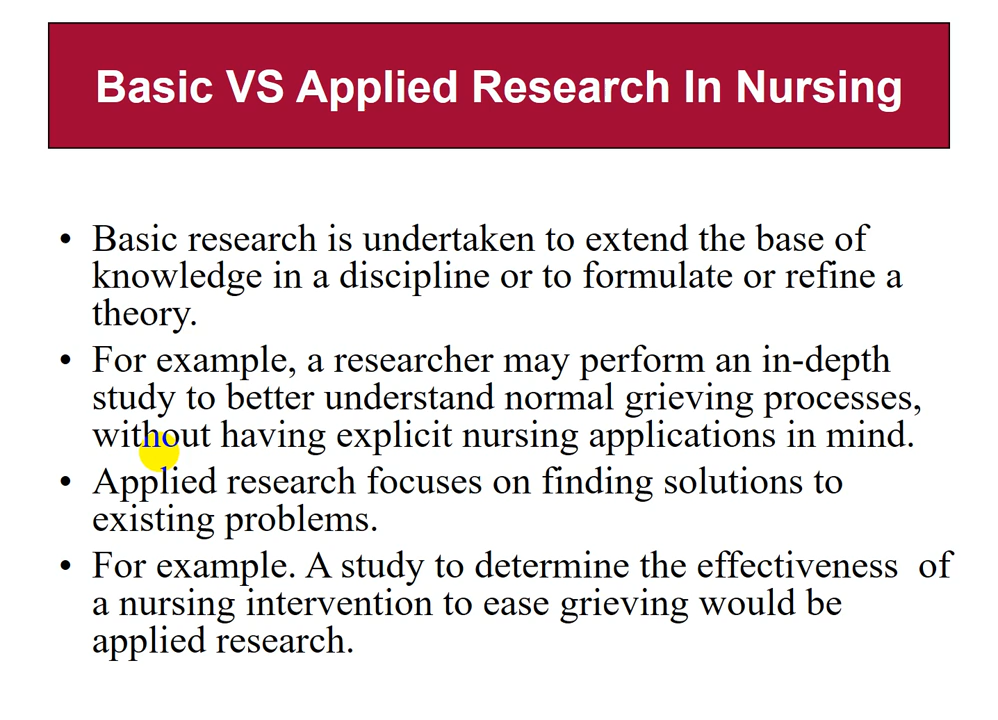 Basic VS Applied Research In Nursing
• Basic research is undertaken to extend the base of
knowledge in a discipline or to formulate or refine a
theory.
• For example, a researcher may perform an in-depth
study to better understand normal grieving processes,
without having explicit nursing applications in mind.
• Applied research focuses on finding solutions to
existing problems.
• For example. A study to determine the effectiveness  of
a nursing intervention to ease grieving would be
applied research.